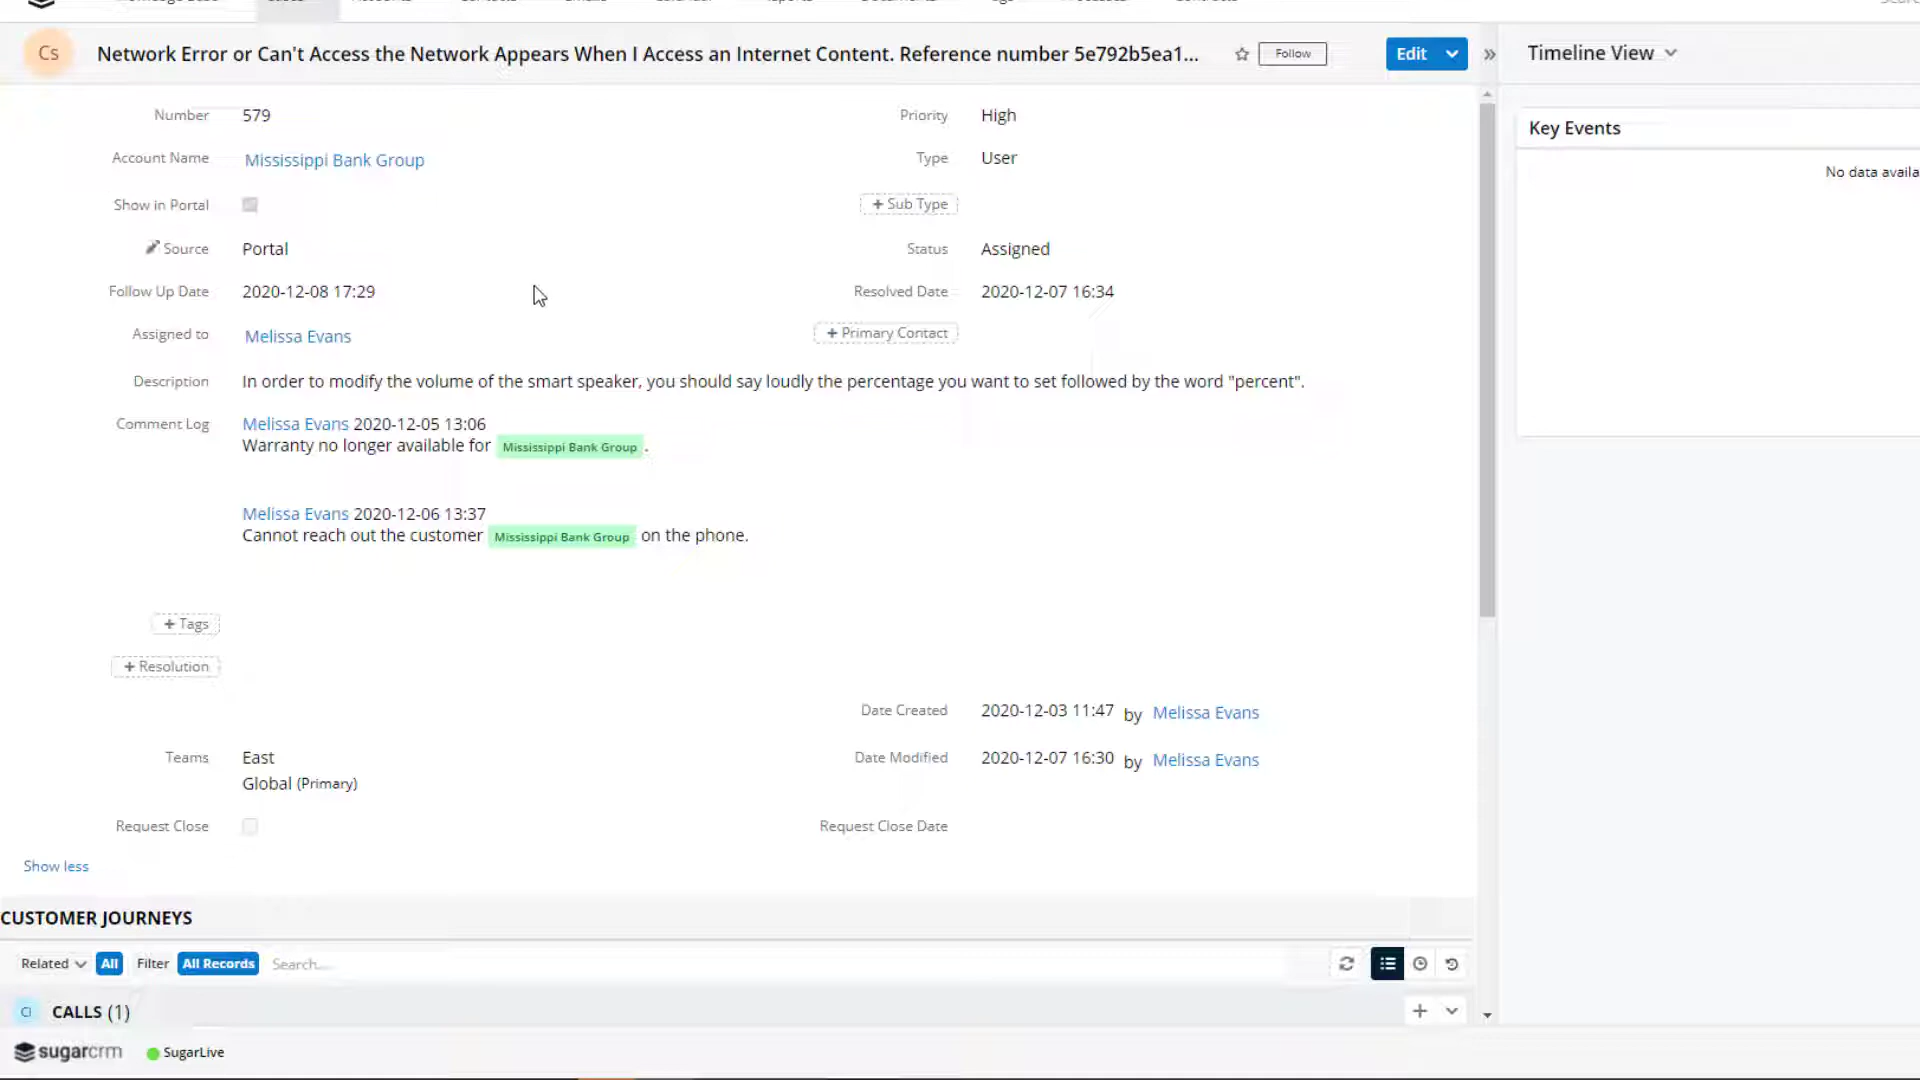 Cs Network Error or Can't Access the Network Appears When I Access an Internet Content. Reference number 5e792b5ea1... Follow Edit
Timeline View
Number 579 Priority High
Key Events
Account Name Mississippi Bank Group Type User
No data availa
Show in Portal + Sub Type
Source Portal Status Assigned
Follow Up Date 2020-12-08 17:29 Resolved Date 2020-12-07 16:34
Assigned to Melissa Evans + Primary Contact
Description In order to modify the volume of the smart speaker, you should say loudly the percentage you want to set followed by the word "percent".
Comment Log Melissa Evans 2020-12-05 13:06
Warranty no longer available for Mississippi Bank Group .
Melissa Evans 2020-12-06 13:37
Cannot reach out the customer Mississippi Bank Group on the phone.
+ Tags
+ Resolution
Date Created 2020-12-03 11:47 by Melissa Evans
Teams East Date Modified 2020-12-07 16:30 by Melissa Evans
Global (Primary)
Request Close Request Close Date
Show less
CUSTOMER JOURNEYS
Related All Filter All Records Search....
Cl CALLS (1)
sugarcrm SugarLive